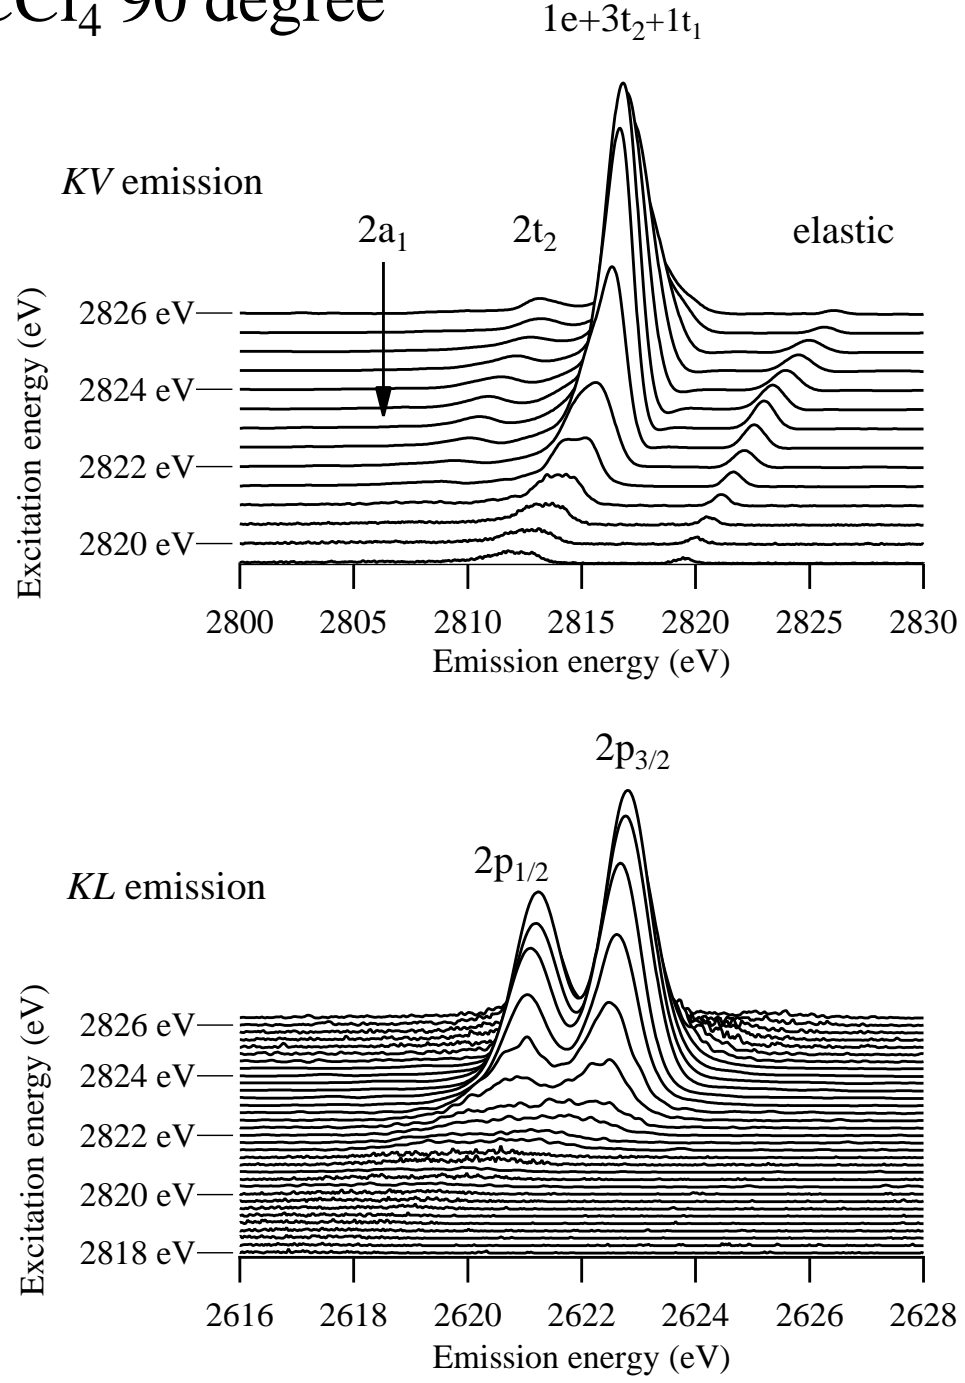 CCl4 90 degree
1e+3t2+1t1
KV emission
2a1
2t2
elastic
Excitation energy (eV)
2826 eV
2824 eV
2822 eV
2820 eV
2800 2805 2810 2815 2820 2825 2830
Emission energy (eV)
2p3/2
2p1/2
KL emission
Excitation energy (eV)
2826 eV
2824 eV
2822 eV
2820 eV
2818 eV
2616 2618 2620 2622 2624 2626 2628
Emission energy (eV)